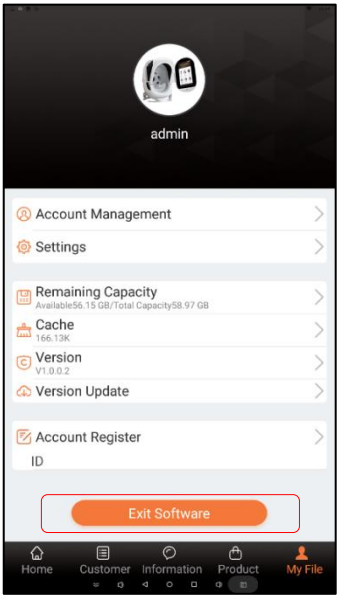 admin
Account Management
Settings
Remaining Capacity
Available56.15 GB/Total Capacity58.97 GB
Cache
166.13K
Version
V1.0.0.2
Version Update
Account Register
ID
Exit Software
Home Customer Information Product My File